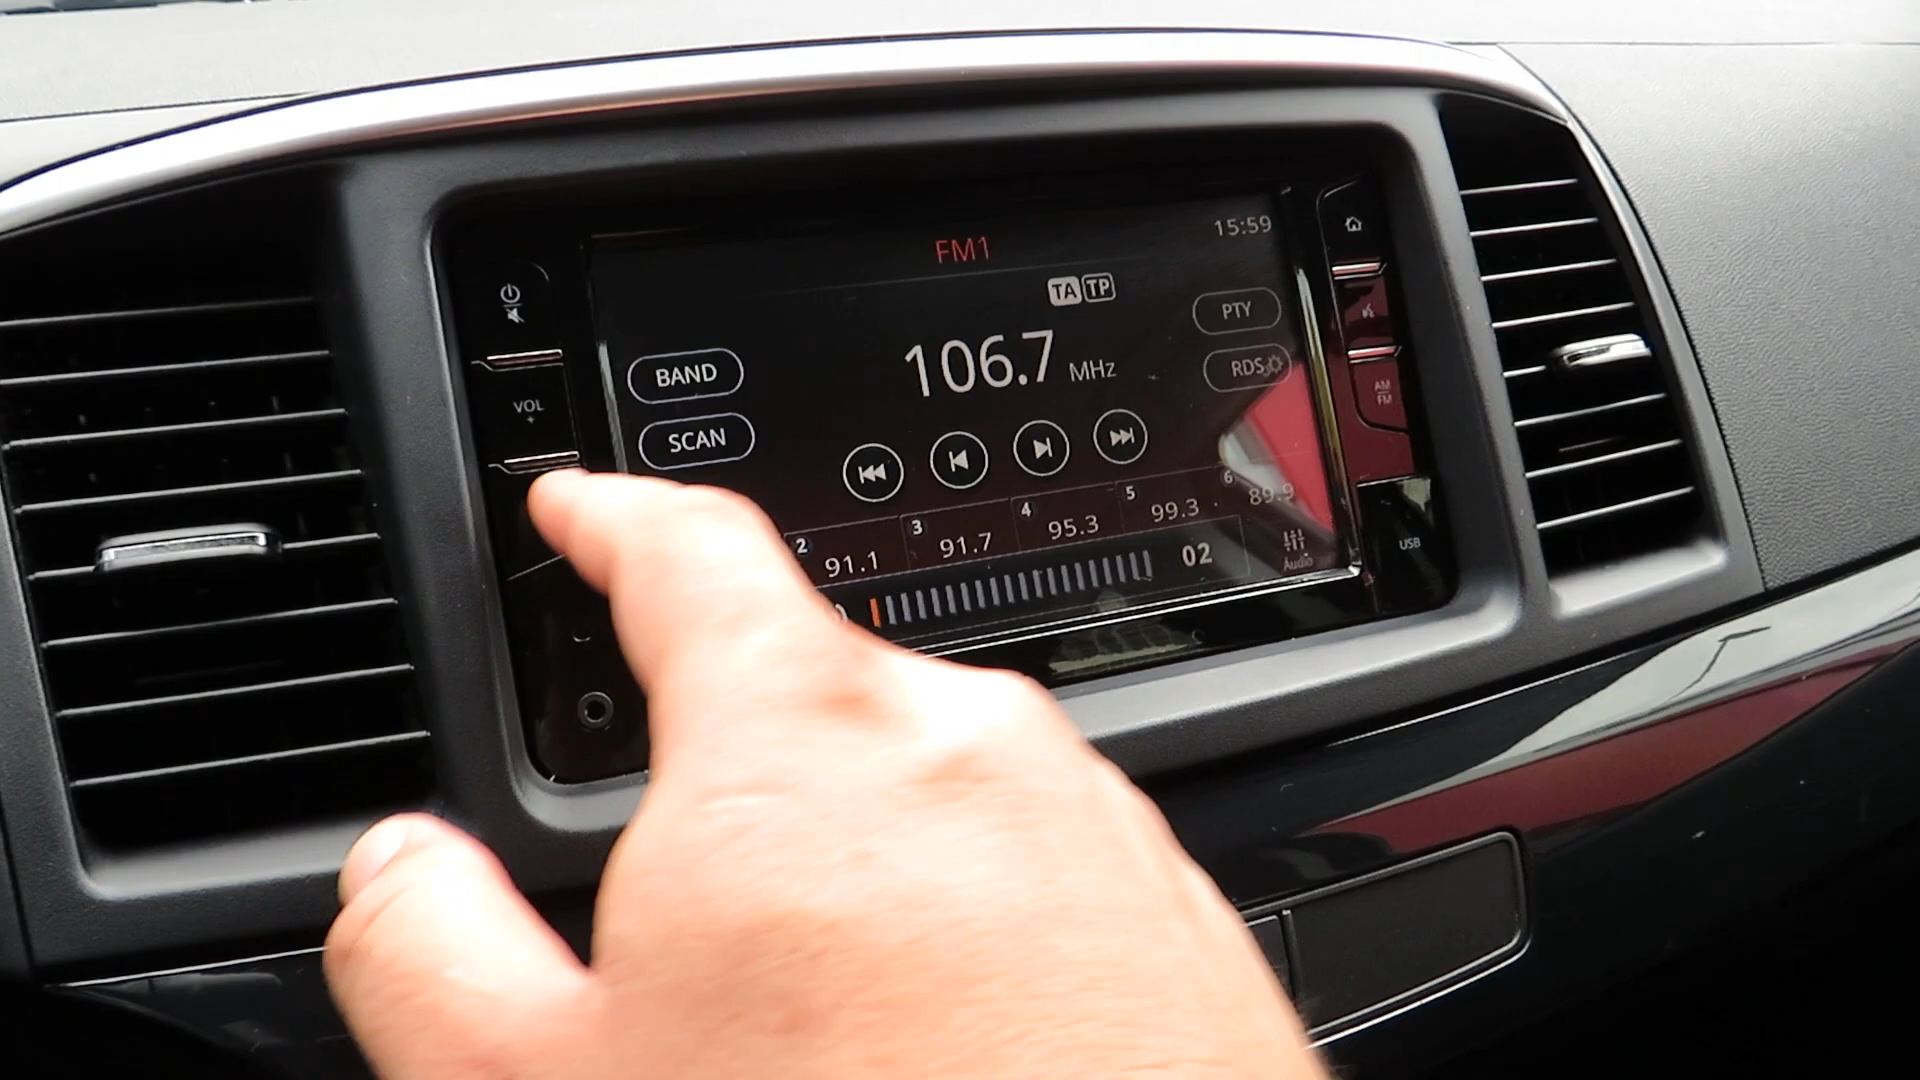 FM1
15:59
TA TP
PTY
BAND
106.7 MHz
RDS
VOL
+
SCAN
AM
FM
2 91.1
3 91.7
4 95.3
5 99.3
6 89.9
02
Audio
USB